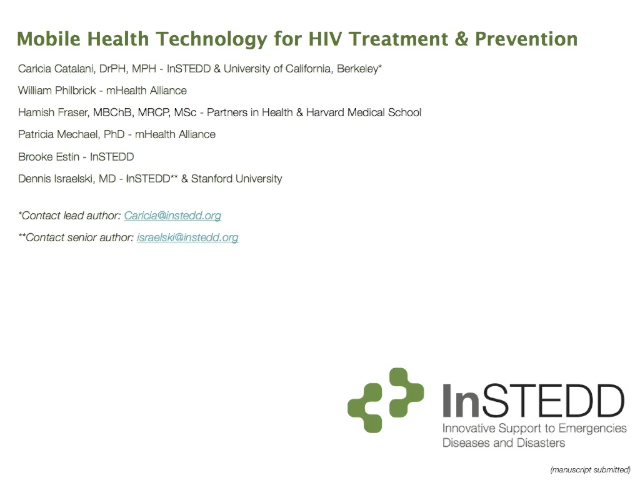 Mobile Health Technology for HIV Treatment & Prevention
Caricia Catalani, DrPH, MPH - InSTEDD & University of California, Berkeley*
William Philbrick - mHealth Alliance
Hamish Fraser, MBChB, MRCP, MSc - Partners in Health & Harvard Medical School
Patricia Mechael, PhD - mHealth Alliance
Brooke Estin - InSTEDD
Dennis Israelski, MD - InSTEDD** & Stanford University
*Contact lead author: Caricia@instedd.org
**Contact senior author: israelski@instedd.org
InSTEDD
Innovative Support to Emergencies
Diseases and Disasters
(manuscript submitted)